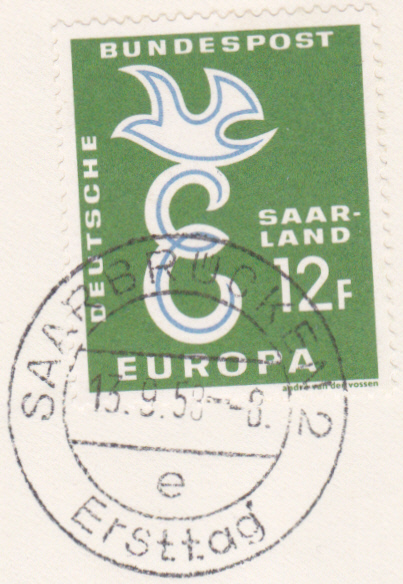 BUNDESPOST
DEUTSCHE
SAAR-
LAND
12F
EUROPA
andré van der vossen
SAARBRÜCKEN 2
13.9.58--8.
e
Ersttag